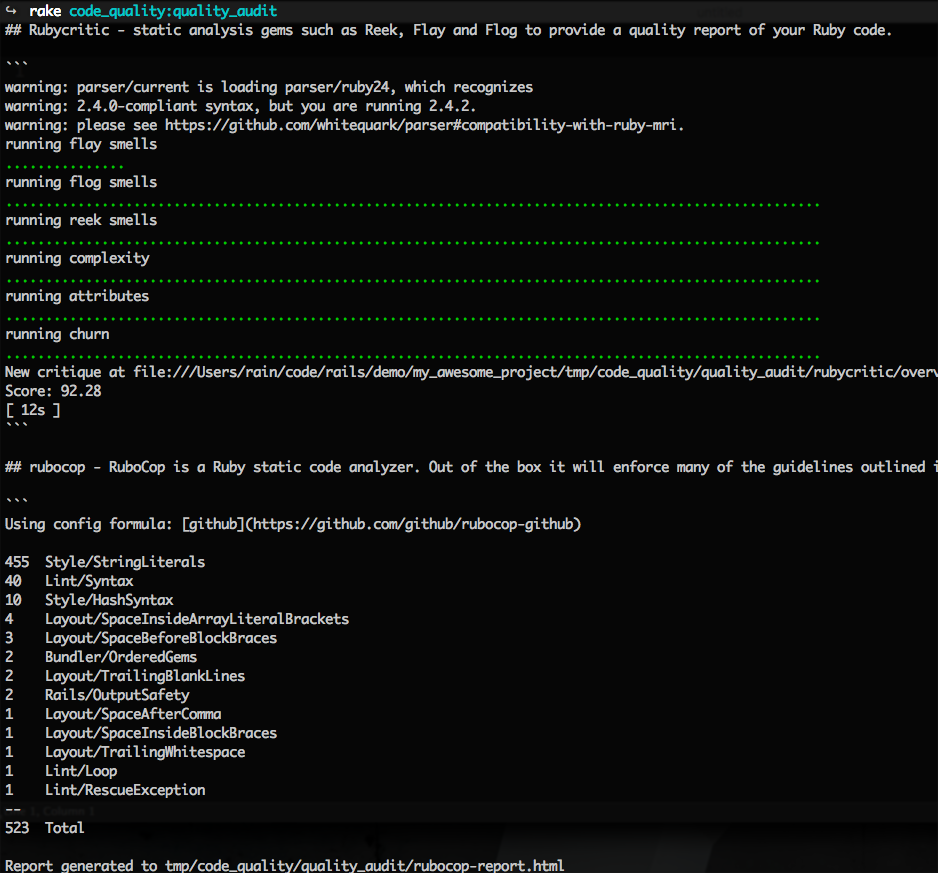 ↪ rake code_quality:quality_audit
## Rubycritic - static analysis gems such as Reek, Flay and Flog to provide a quality report of your Ruby code.
```
warning: parser/current is loading parser/ruby24, which recognizes
warning: 2.4.0-compliant syntax, but you are running 2.4.2.
warning: please see https://github.com/whitequark/parser#compatibility-with-ruby-mri.
running flay smells
...............
running flog smells
......................................................................................................
running reek smells
......................................................................................................
running complexity
......................................................................................................
running attributes
......................................................................................................
running churn
......................................................................................................
New critique at file:///Users/rain/code/rails/demo/my_awesome_project/tmp/code_quality/quality_audit/rubycritic/overv
Score: 92.28
[ 12s ]
```
## rubocop - RuboCop is a Ruby static code analyzer. Out of the box it will enforce many of the guidelines outlined i
```
Using config formula: [github](https://github.com/github/rubocop-github)
455 Style/StringLiterals
40 Lint/Syntax
10 Style/HashSyntax
4 Layout/SpaceInsideArrayLiteralBrackets
3 Layout/SpaceBeforeBlockBraces
2 Bundler/OrderedGems
2 Layout/TrailingBlankLines
2 Rails/OutputSafety
1 Layout/SpaceAfterComma
1 Layout/SpaceInsideBlockBraces
1 Layout/TrailingWhitespace
1 Lint/Loop
1 Lint/RescueException
--
523 Total
Report generated to tmp/code_quality/quality_audit/rubocop-report.html